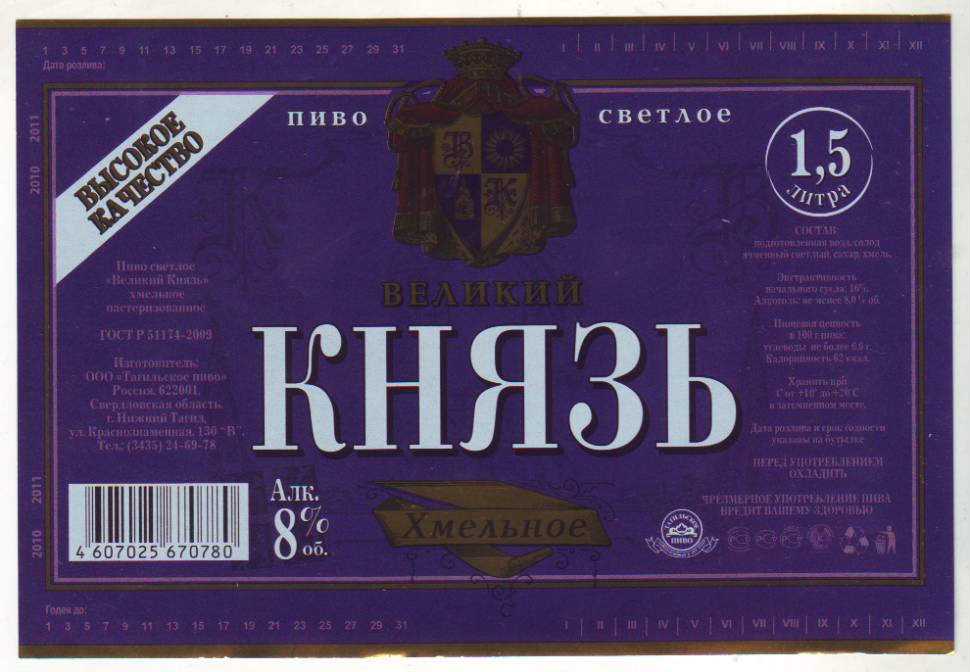 1 3 5 7 9 11 13 15 17 19 21 23 25 27 29 31
I II III IV V VI VII VIII IX X XI XII
Дата розлива:
2010 2011
ВЫСОКОЕ
КАЧЕСТВО
ПИВО
СВЕТЛОЕ
В
К
1,5
литра
Пиво светлое
«Великий Князь»
хмельное
пастеризованное
ГОСТ Р 51174-2009
Изготовитель:
ООО «Тагильское пиво»
Россия, 622001,
Свердловская область,
г. Нижний Тагил,
ул. Краснознаменная, 130 "В".
Тел.: (3435) 24-69-78
ВЕЛИКИЙ
КНЯЗЬ
СОСТАВ:
подготовленная вода, солод
ячменный светлый, сахар, хмель.
Экстрактивность
начального сусла: 16%.
Алкоголь: не менее 8,0% об.
Пищевая ценность
в 100 г пива:
углеводы не более 6,6 г.
Калорийность 62 ккал.
Хранить при
t° от +10° до +20°С
в затемненном месте.
Дата розлива и срок годности
указаны на бутылке
ПЕРЕД УПОТРЕБЛЕНИЕМ
ОХЛАДИТЬ
ЧРЕЗМЕРНОЕ УПОТРЕБЛЕНИЕ ПИВА
ВРЕДИТ ВАШЕМУ ЗДОРОВЬЮ
4 607025 670780
Алк.
8% об.
Хмельное
ТАГИЛЬСКОЕ
ПИВО
2010 2011
Годен до:
1 3 5 7 9 11 13 15 17 19 21 23 25 27 29 31
I II III IV V VI VII VIII IX X XI XII